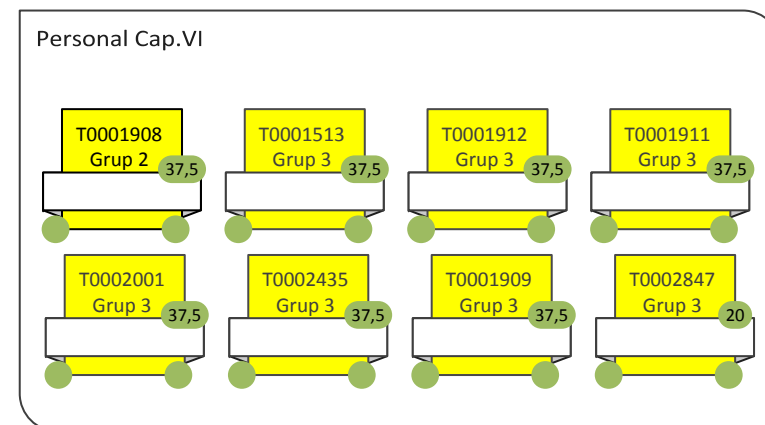 Personal Cap.VI
T0001908
Grup 2
37,5
T0001513
Grup 3
37,5
T0001912
Grup 3
37,5
T0001911
Grup 3
37,5
T0002001
Grup 3
37,5
T0002435
Grup 3
37,5
T0001909
Grup 3
37,5
T0002847
Grup 3
20